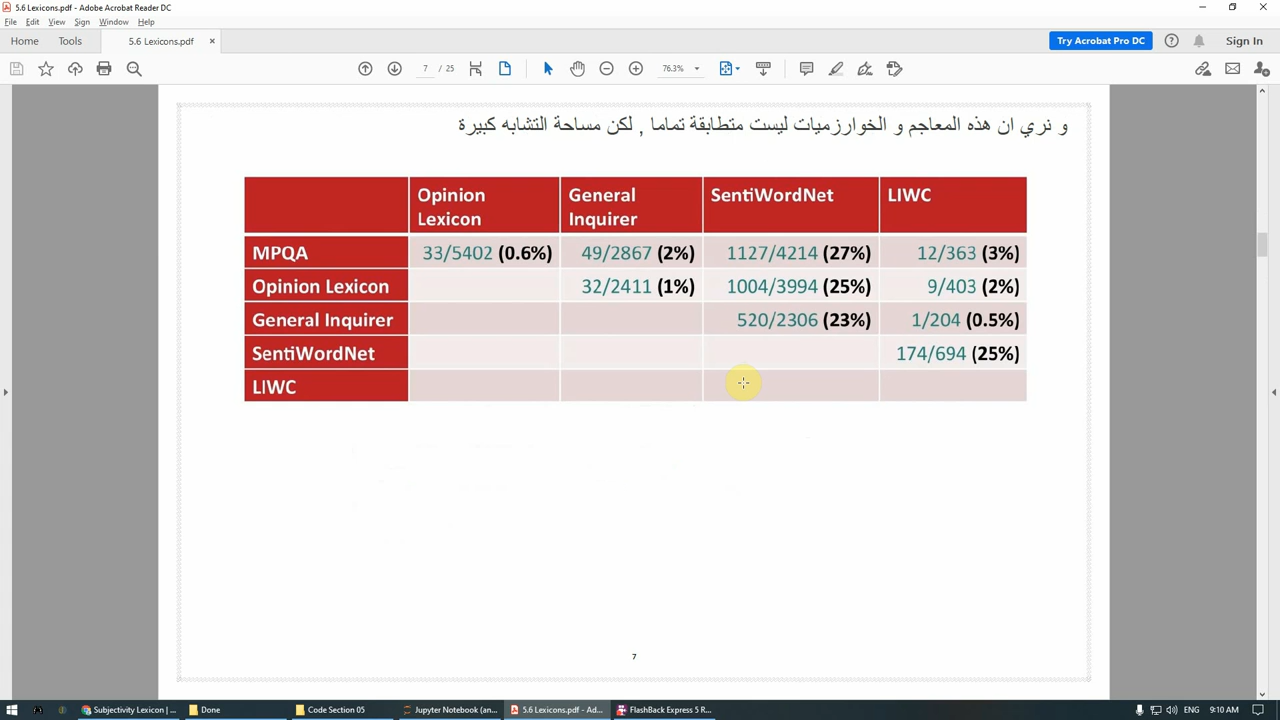 5.6 Lexicons.pdf - Adobe Acrobat Reader DC
File Edit View Sign Window Help
Home Tools 5.6 Lexicons.pdf × Try Acrobat Pro DC Sign In
7 / 25 76.3%
و نري ان هذه المعاجم و الخوارزميات ليست متطابقة تماما , لكن مساحة التشابه كبيرة
Opinion Lexicon General Inquirer SentiWordNet LIWC
MPQA 33/5402 (0.6%) 49/2867 (2%) 1127/4214 (27%) 12/363 (3%)
Opinion Lexicon 32/2411 (1%) 1004/3994 (25%) 9/403 (2%)
General Inquirer 520/2306 (23%) 1/204 (0.5%)
SentiWordNet 174/694 (25%)
LIWC
7
Subjectivity Lexicon | ... Done Code Section 05 Jupyter Notebook (an... 5.6 Lexicons.pdf - Ad... FlashBack Express 5 R... ENG 9:10 AM